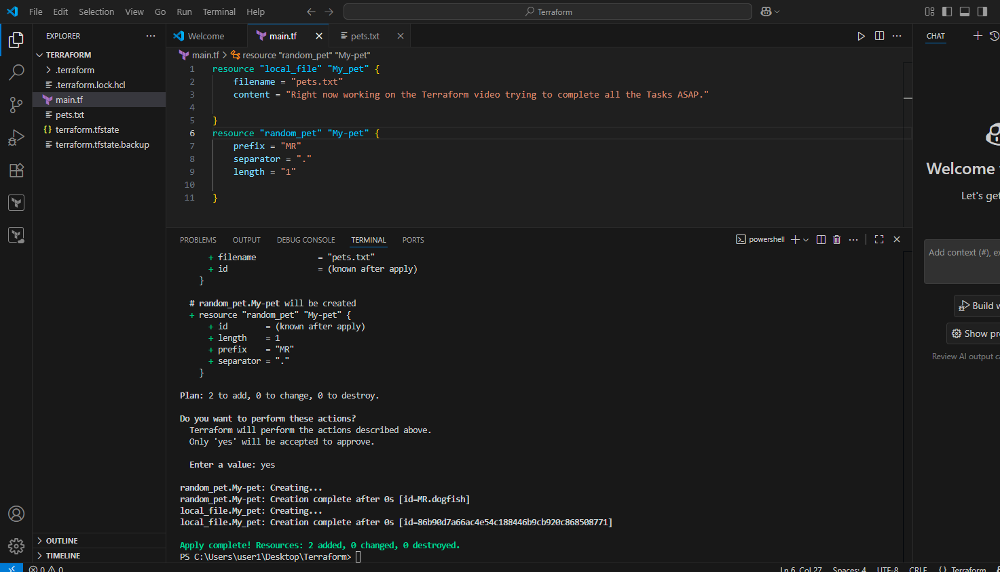 File Edit Selection View Go Run Terminal Help
Terraform
EXPLORER
TERRAFORM
.terraform
.terraform.lock.hcl
main.tf
pets.txt
terraform.tfstate
terraform.tfstate.backup
OUTLINE
TIMELINE
Welcome
main.tf
pets.txt
main.tf > resource "random_pet" "My-pet"
1 resource "local_file" "My_pet" {
2 filename = "pets.txt"
3 content = "Right now working on the Terraform video trying to complete all the Tasks ASAP."
4
5 }
6 resource "random_pet" "My-pet" {
7 prefix = "MR"
8 separator = "."
9 length = "1"
10
11 }
PROBLEMS OUTPUT DEBUG CONSOLE TERMINAL PORTS
powershell
+ filename = "pets.txt"
+ id = (known after apply)
}
# random_pet.My-pet will be created
+ resource "random_pet" "My-pet" {
+ id = (known after apply)
+ length = 1
+ prefix = "MR"
+ separator = "."
}
Plan: 2 to add, 0 to change, 0 to destroy.
Do you want to perform these actions?
Terraform will perform the actions described above.
Only 'yes' will be accepted to approve.
Enter a value: yes
random_pet.My-pet: Creating...
random_pet.My-pet: Creation complete after 0s [id=MR.dogfish]
local_file.My_pet: Creating...
local_file.My_pet: Creation complete after 0s [id=86b90d7a66ac4e54c188446b9cb920c868508771]
Apply complete! Resources: 2 added, 0 changed, 0 destroyed.
PS C:\Users\user1\Desktop\Terraform>
CHAT
Welcome
Let's get
Add context (#), ex
Build w
Show pr
Review AI output c
0 0
Ln 6, Col 27 Spaces: 4 UTF-8 CRLF {} Terraform